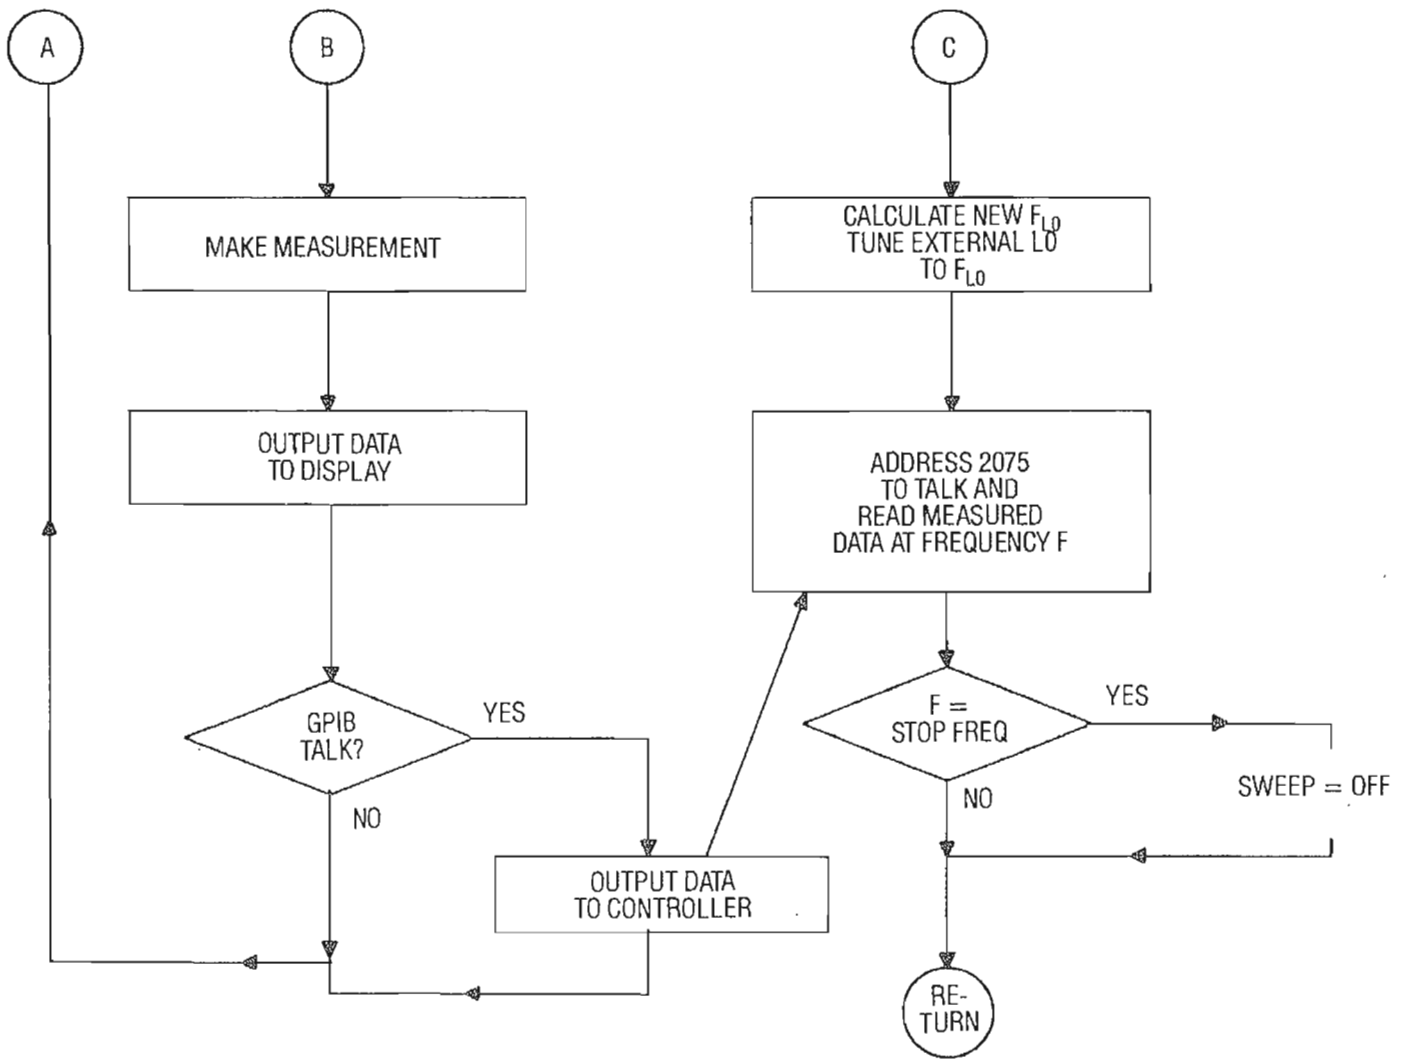 A
B
C
MAKE MEASUREMENT
CALCULATE NEW F_LO
TUNE EXTERNAL LO
TO F_LO
OUTPUT DATA
TO DISPLAY
ADDRESS 2075
TO TALK AND
READ MEASURED
DATA AT FREQUENCY F
GPIB
TALK?
YES
NO
F =
STOP FREQ
YES
NO
SWEEP = OFF
OUTPUT DATA
TO CONTROLLER
RE-
TURN